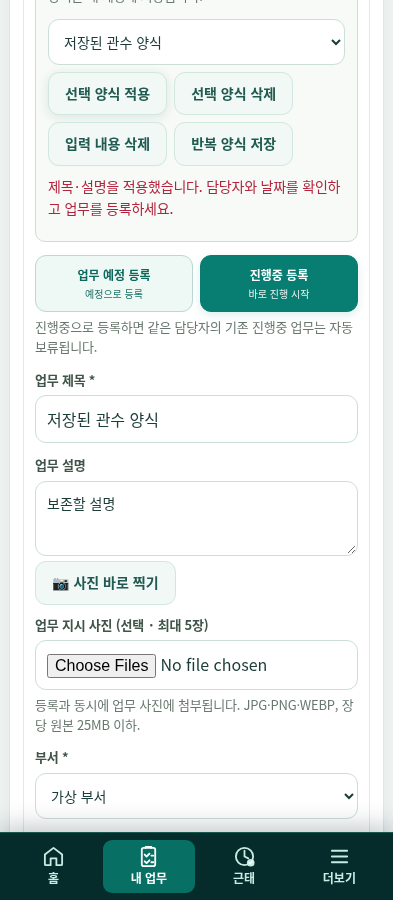 저장된 관수 양식
선택 양식 적용
선택 양식 삭제
입력 내용 삭제
반복 양식 저장
제목·설명을 적용했습니다. 담당자와 날짜를 확인하
고 업무를 등록하세요.
업무 예정 등록
예정으로 등록
진행중 등록
바로 진행 시작
진행중으로 등록하면 같은 담당자의 기존 진행중 업무는 자동
보류됩니다.
업무 제목 *
저장된 관수 양식
업무 설명
보존할 설명
📷 사진 바로 찍기
업무 지시 사진 (선택 · 최대 5장)
Choose Files No file chosen
등록과 동시에 업무 사진에 첨부됩니다. JPG·PNG·WEBP, 장
당 원본 25MB 이하.
부서 *
가상 부서
홈
내 업무
근태
더보기